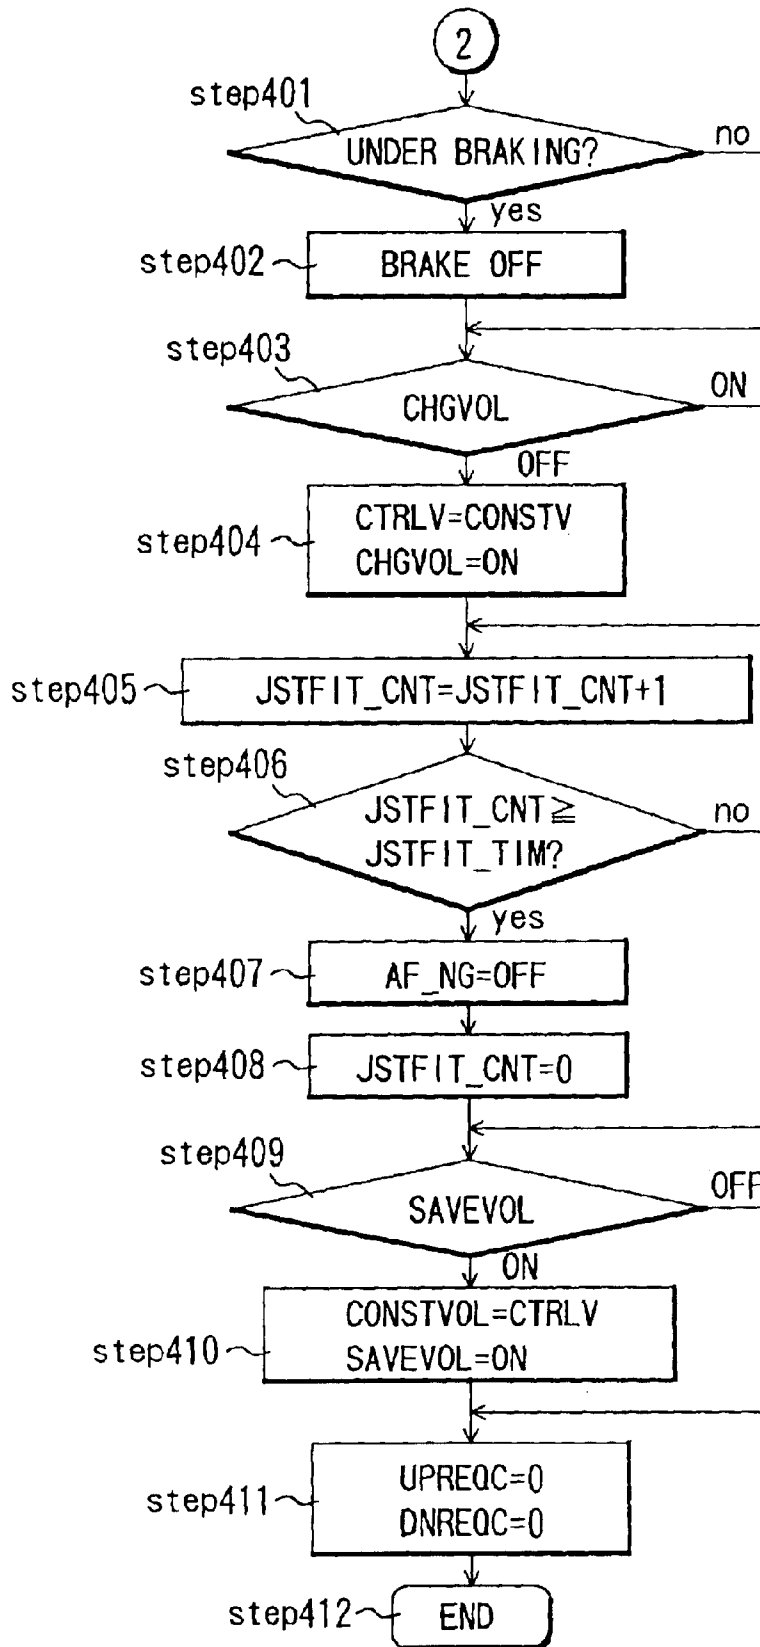 2
step401
UNDER BRAKING?
no
yes
step402
BRAKE OFF
step403
CHGVOL
ON
OFF
step404
CTRLV=CONSTV
CHGVOL=ON
step405
JSTFIT_CNT=JSTFIT_CNT+1
step406
JSTFIT_CNT≧
JSTFIT_TIM?
no
yes
step407
AF_NG=OFF
step408
JSTFIT_CNT=0
step409
SAVEVOL
OFF
ON
step410
CONSTVOL=CTRLV
SAVEVOL=ON
step411
UPREQC=0
DNREQC=0
step412
END